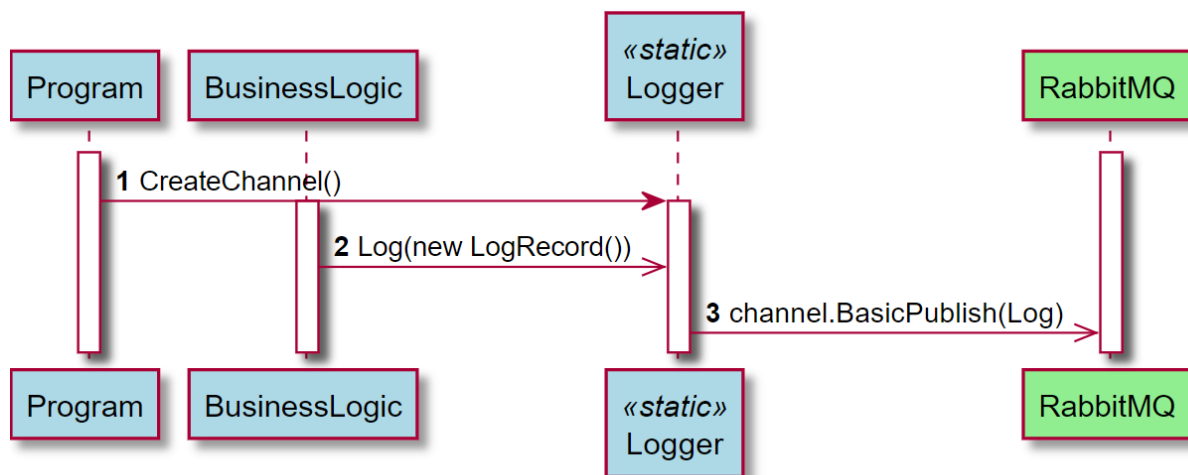 Program
BusinessLogic
«static»
Logger
RabbitMQ
1 CreateChannel()
2 Log(new LogRecord())
3 channel.BasicPublish(Log)
Program
BusinessLogic
«static»
Logger
RabbitMQ